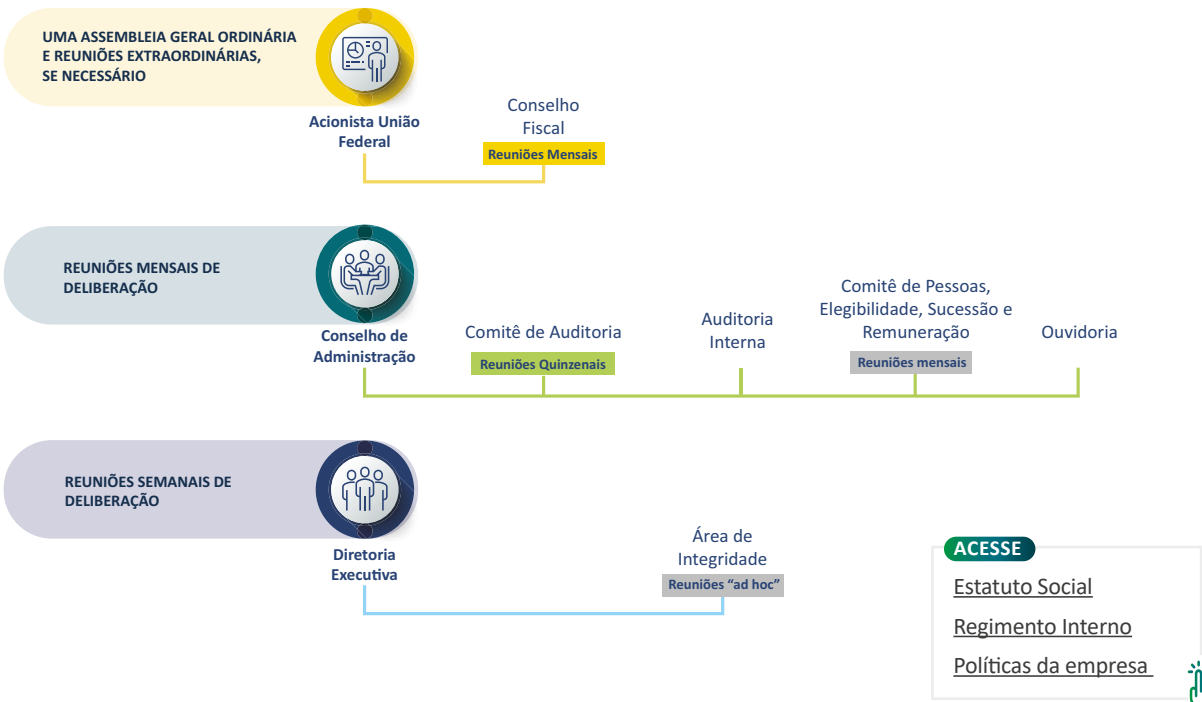 UMA ASSEMBLEIA GERAL ORDINÁRIA
E REUNIÕES EXTRAORDINÁRIAS,
SE NECESSÁRIO
Acionista União
Federal
Conselho
Fiscal
Reuniões Mensais
REUNIÕES MENSAIS DE
DELIBERAÇÃO
Conselho de
Administração
Comitê de Auditoria
Reuniões Quinzenais
Auditoria
Interna
Comitê de Pessoas,
Elegibilidade, Sucessão e
Remuneração
Reuniões mensais
Ouvidoria
REUNIÕES SEMANAIS DE
DELIBERAÇÃO
Diretoria
Executiva
Área de
Integridade
Reuniões “ad hoc”
ACESSE
Estatuto Social
Regimento Interno
Políticas da empresa